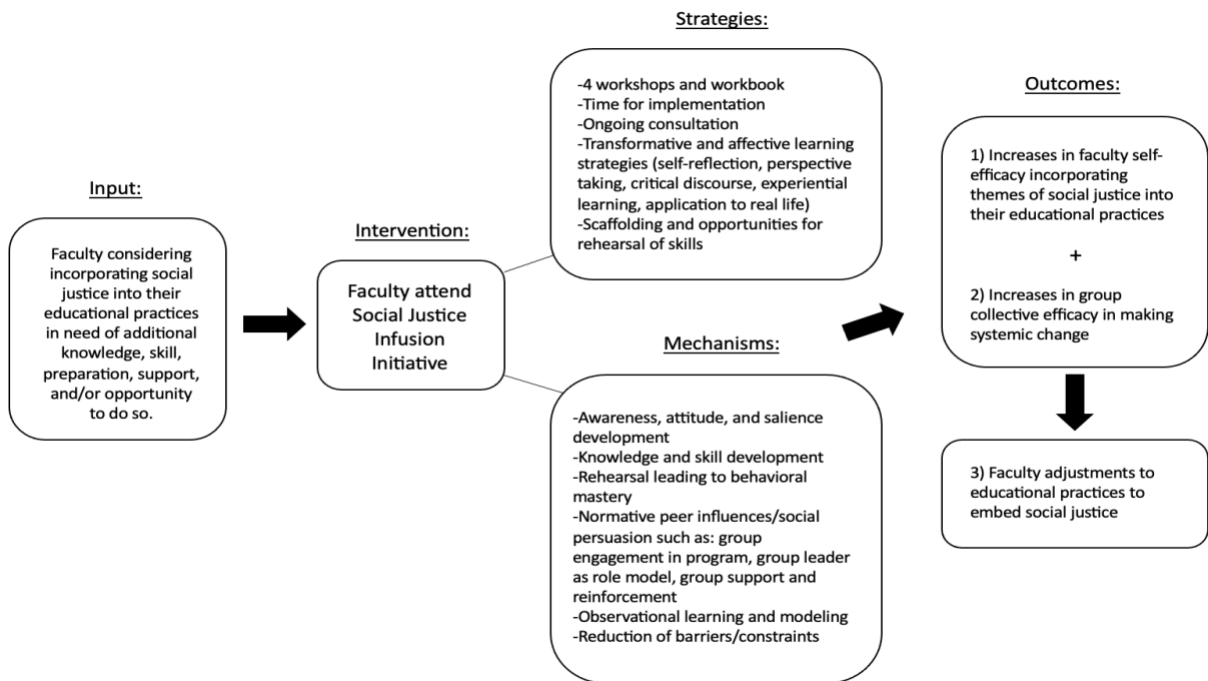 Input:
Faculty considering
incorporating social
justice into their
educational practices
in need of additional
knowledge, skill,
preparation, support,
and/or opportunity
to do so.
Intervention:
Faculty attend
Social Justice
Infusion
Initiative
Strategies:
-4 workshops and workbook
-Time for implementation
-Ongoing consultation
-Transformative and affective learning
strategies (self-reflection, perspective
taking, critical discourse, experiential
learning, application to real life)
-Scaffolding and opportunities for
rehearsal of skills
Mechanisms:
-Awareness, attitude, and salience
development
-Knowledge and skill development
-Rehearsal leading to behavioral
mastery
-Normative peer influences/social
persuasion such as: group
engagement in program, group leader
as role model, group support and
reinforcement
-Observational learning and modeling
-Reduction of barriers/constraints
Outcomes:
1) Increases in faculty self-
efficacy incorporating
themes of social justice into
their educational practices
+
2) Increases in group
collective efficacy in making
systemic change
3) Faculty adjustments to
educational practices to
embed social justice